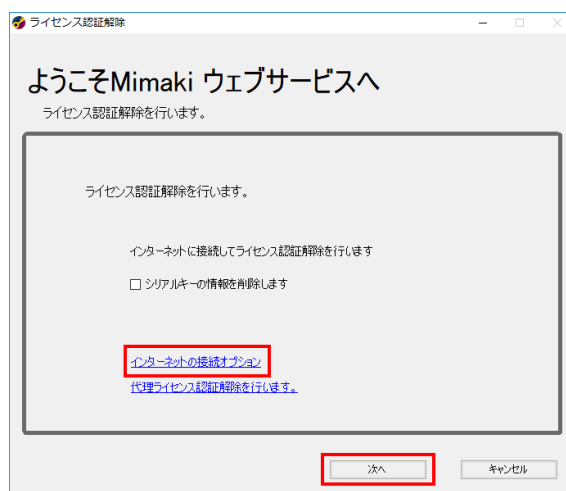 ライセンス認証解除
ようこそMimaki ウェブサービスへ
ライセンス認証解除を行います。
ライセンス認証解除を行います。
インターネットに接続してライセンス認証解除を行います
シリアルキーの情報を削除します
インターネットの接続オプション
代理ライセンス認証解除を行います。
次へ
キャンセル